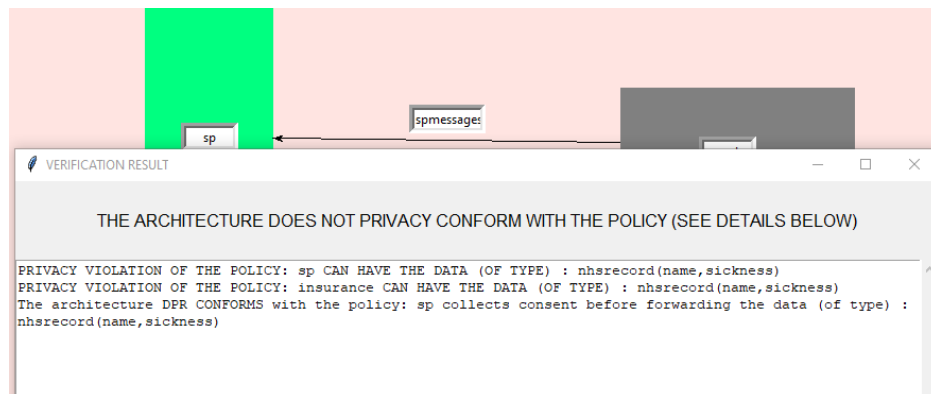 spmessages
sp
VERIFICATION RESULT
THE ARCHITECTURE DOES NOT PRIVACY CONFORM WITH THE POLICY (SEE DETAILS BELOW)
PRIVACY VIOLATION OF THE POLICY: sp CAN HAVE THE DATA (OF TYPE) : nhsrecord(name,sickness)
PRIVACY VIOLATION OF THE POLICY: insurance CAN HAVE THE DATA (OF TYPE) : nhsrecord(name,sickness)
The architecture DPR CONFORMS with the policy: sp collects consent before forwarding the data (of type) :
nhsrecord(name,sickness)